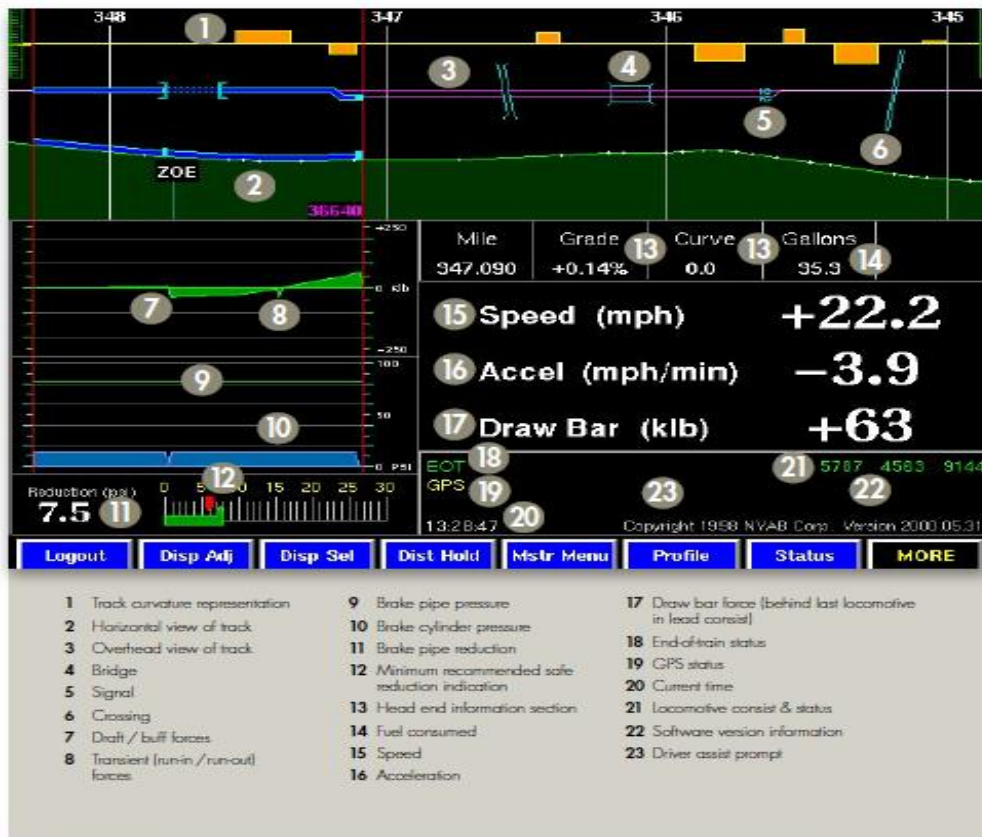 348 347 346 345
1
3 4
5
6
ZOE
2
36640
+250
Mile Grade Curve Gallons
13 13
347.090 +0.14% 0.0 35.3 14
0 klb
7 8
15 Speed (mph) +22.2
-250
100
16 Accel (mph/min) -3.9
9
50
10
17 Draw Bar (klb) +63
0 PSI
EOT 18
21 5787 4583 9144
12
GPS 19 22
23
Reduction (psi) 0 5 10 15 20 25 30
7.5 11
13:28:47 20 Copyright 1998 NYAB Corp. Version 2000.05.31
Logout Disp Adj Disp Sel Dist Hold Mstr Menu Profile Status MORE
1 Track curvature representation
2 Horizontal view of track
3 Overhead view of track
4 Bridge
5 Signal
6 Crossing
7 Draft / buff forces
8 Transient (run-in / run-out)
forces
9 Brake pipe pressure
10 Brake cylinder pressure
11 Brake pipe reduction
12 Minimum recommended safe
reduction indication
13 Head end information section
14 Fuel consumed
15 Speed
16 Acceleration
17 Draw bar force (behind last locomotive
in lead consist)
18 End-of-train status
19 GPS status
20 Current time
21 Locomotive consist & status
22 Software version information
23 Driver assist prompt